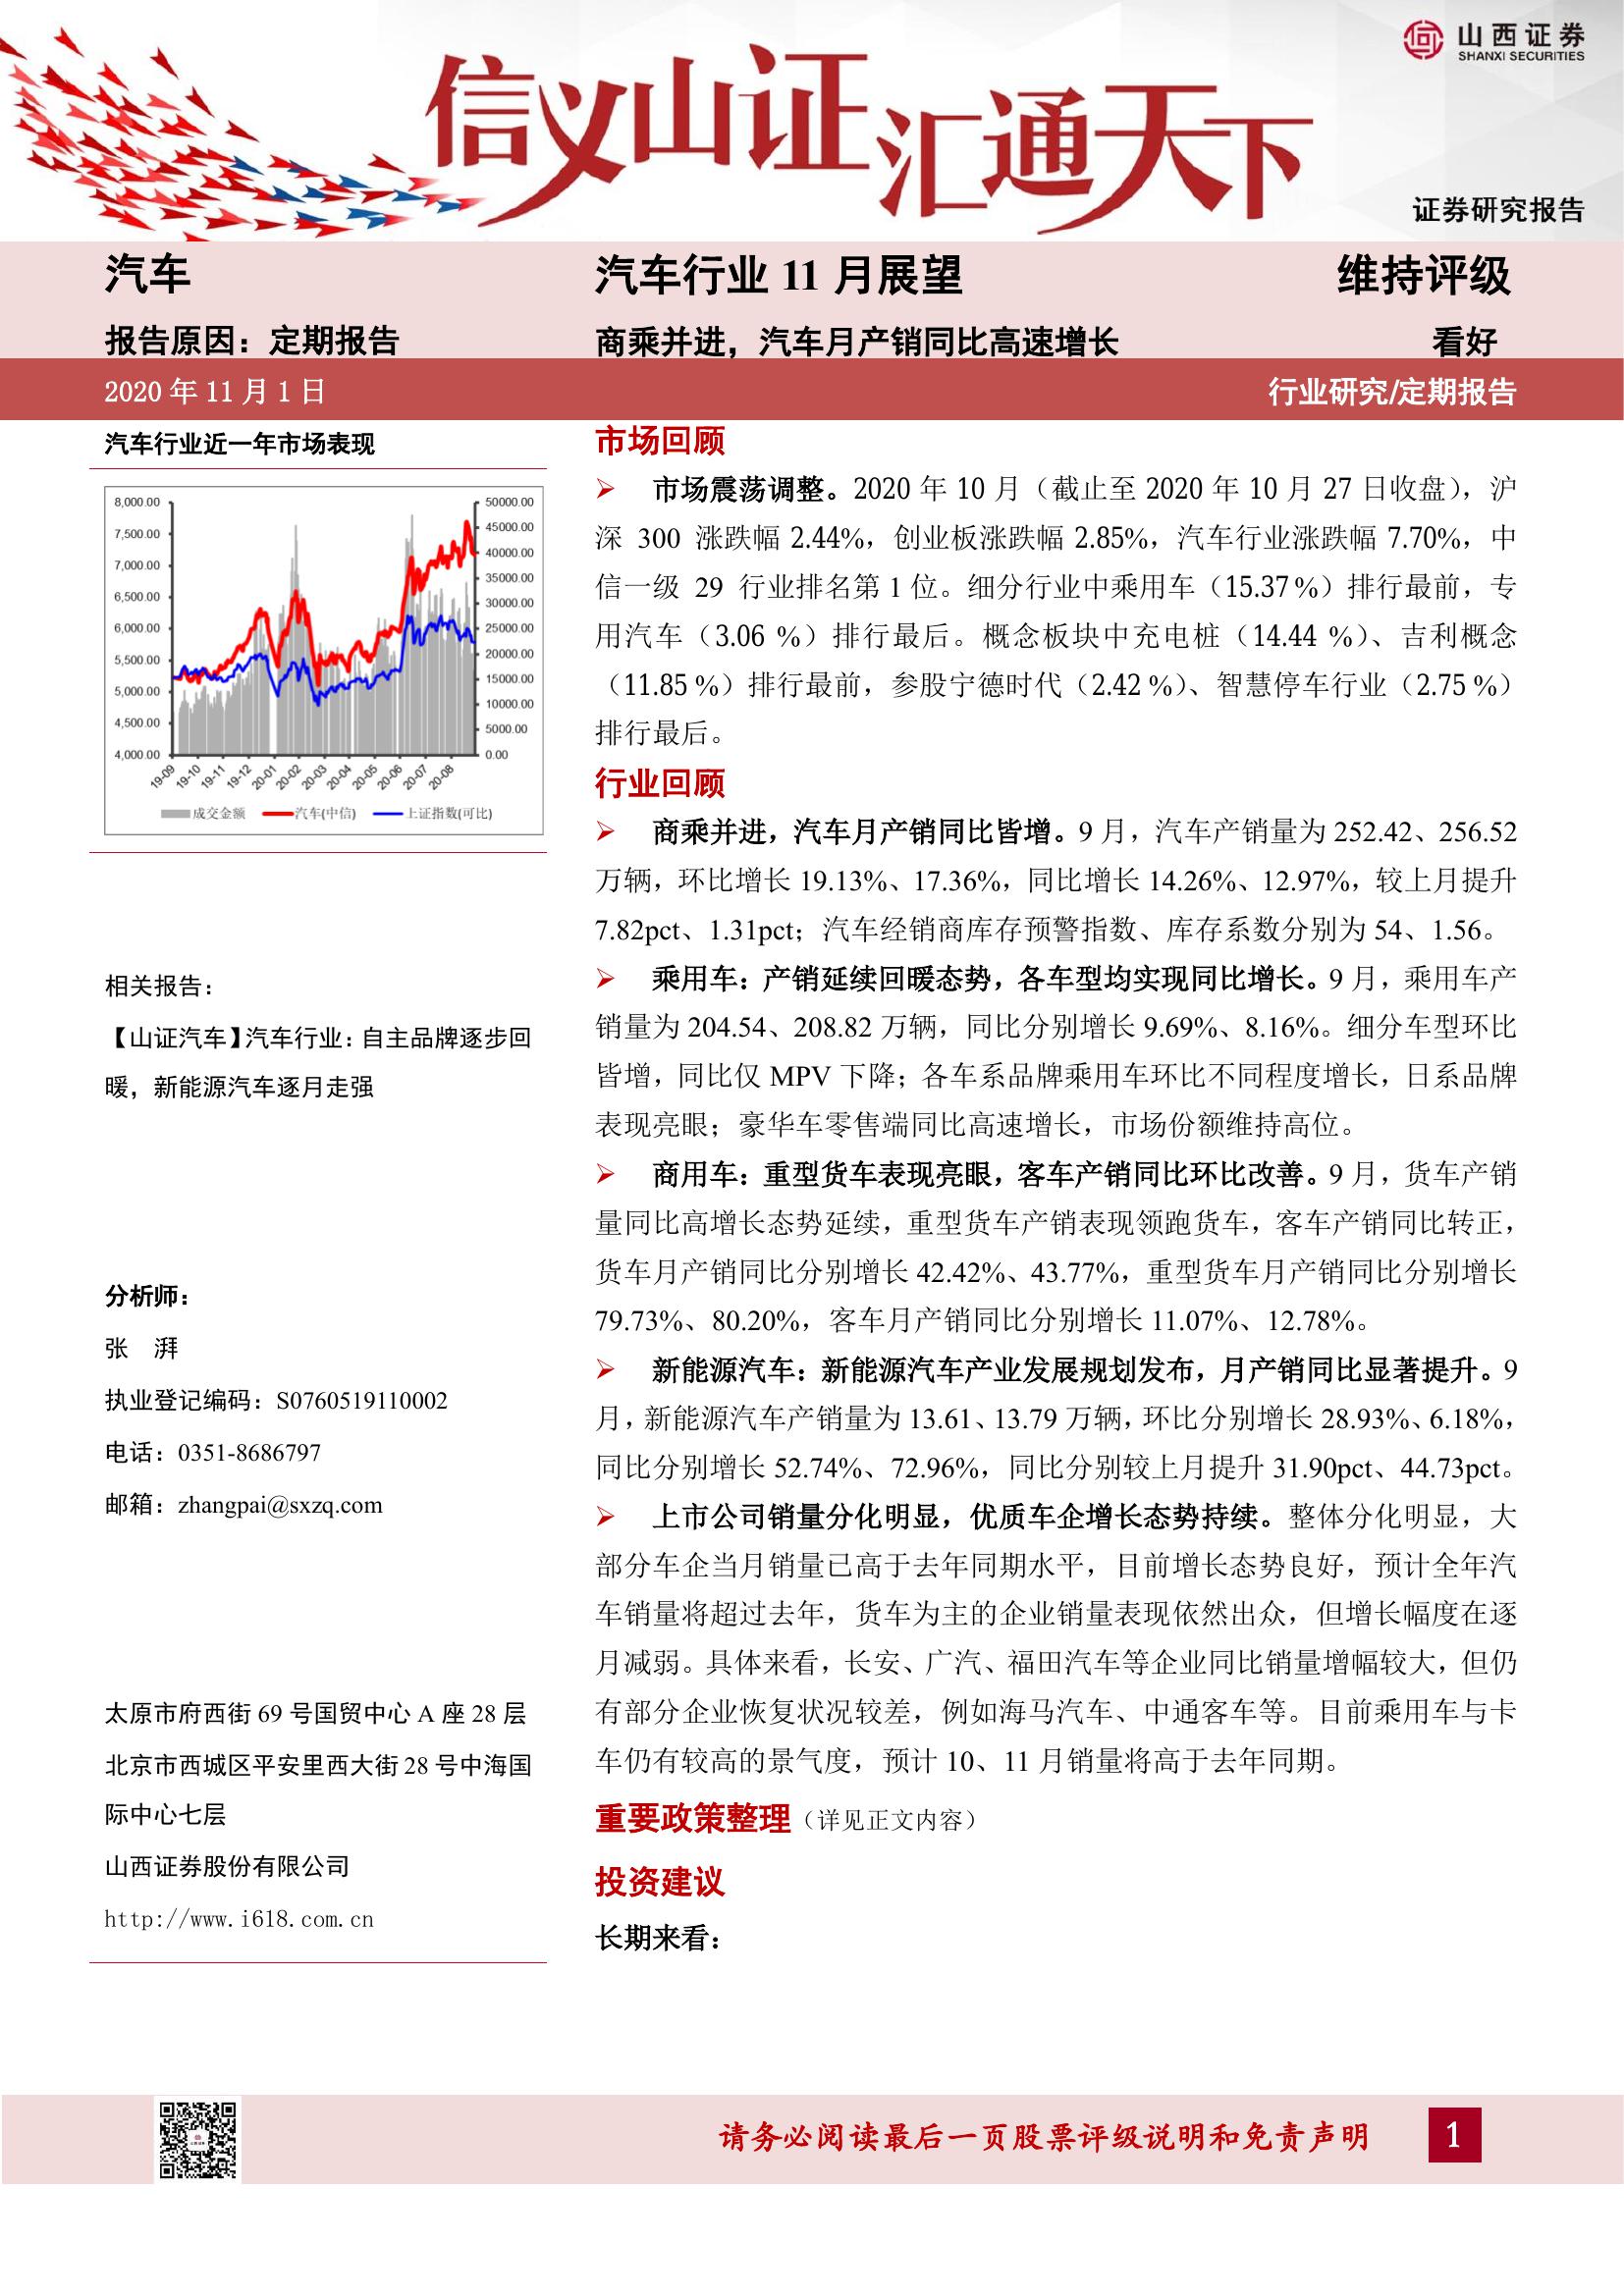 山西证券
SHANXI SECURITIES
信义山证汇通天下
证券研究报告
汽车
汽车行业 11 月展望
维持评级
报告原因：定期报告
商乘并进，汽车月产销同比高速增长
看好
2020 年 11 月 1 日
行业研究/定期报告
汽车行业近一年市场表现
8,000.00
7,500.00
7,000.00
6,500.00
6,000.00
5,500.00
5,000.00
4,500.00
4,000.00
50000.00
45000.00
40000.00
35000.00
30000.00
25000.00
20000.00
15000.00
10000.00
5000.00
0.00
19-09 19-10 19-11 19-12 20-01 20-02 20-03 20-04 20-05 20-06 20-07 20-08
成交金额 汽车(中信) 上证指数(可比)
相关报告：
【山证汽车】汽车行业：自主品牌逐步回
暖，新能源汽车逐月走强
分析师：
张 湃
执业登记编码：S0760519110002
电话：0351-8686797
邮箱：zhangpai@sxzq.com
太原市府西街 69 号国贸中心 A 座 28 层
北京市西城区平安里西大街 28 号中海国
际中心七层
山西证券股份有限公司
http://www.i618.com.cn
市场回顾
➢ 市场震荡调整。2020 年 10 月（截止至 2020 年 10 月 27 日收盘），沪
深 300 涨跌幅 2.44%，创业板涨跌幅 2.85%，汽车行业涨跌幅 7.70%，中
信一级 29 行业排名第 1 位。细分行业中乘用车（15.37 %）排行最前，专
用汽车（3.06 %）排行最后。概念板块中充电桩（14.44 %）、吉利概念
（11.85 %）排行最前，参股宁德时代（2.42 %）、智慧停车行业（2.75 %）
排行最后。
行业回顾
➢ 商乘并进，汽车月产销同比皆增。9 月，汽车产销量为 252.42、256.52
万辆，环比增长 19.13%、17.36%，同比增长 14.26%、12.97%，较上月提升
7.82pct、1.31pct；汽车经销商库存预警指数、库存系数分别为 54、1.56。
➢ 乘用车：产销延续回暖态势，各车型均实现同比增长。9 月，乘用车产
销量为 204.54、208.82 万辆，同比分别增长 9.69%、8.16%。细分车型环比
皆增，同比仅 MPV 下降；各车系品牌乘用车环比不同程度增长，日系品牌
表现亮眼；豪华车零售端同比高速增长，市场份额维持高位。
➢ 商用车：重型货车表现亮眼，客车产销同比环比改善。9 月，货车产销
量同比高增长态势延续，重型货车产销表现领跑货车，客车产销同比转正，
货车月产销同比分别增长 42.42%、43.77%，重型货车月产销同比分别增长
79.73%、80.20%，客车月产销同比分别增长 11.07%、12.78%。
➢ 新能源汽车：新能源汽车产业发展规划发布，月产销同比显著提升。9
月，新能源汽车产销量为 13.61、13.79 万辆，环比分别增长 28.93%、6.18%，
同比分别增长 52.74%、72.96%，同比分别较上月提升 31.90pct、44.73pct。
➢ 上市公司销量分化明显，优质车企增长态势持续。整体分化明显，大
部分车企当月销量已高于去年同期水平，目前增长态势良好，预计全年汽
车销量将超过去年，货车为主的企业销量表现依然出众，但增长幅度在逐
月减弱。具体来看，长安、广汽、福田汽车等企业同比销量增幅较大，但仍
有部分企业恢复状况较差，例如海马汽车、中通客车等。目前乘用车与卡
车仍有较高的景气度，预计 10、11 月销量将高于去年同期。
重要政策整理（详见正文内容）
投资建议
长期来看：
请务必阅读最后一页股票评级说明和免责声明
1